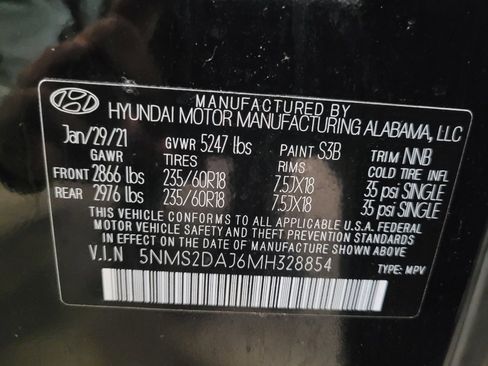 MANUFACTURED BY
HYUNDAI MOTOR MANUFACTURING ALABAMA, LLC
Jan/29/21 GVWR 5247 lbs PAINT S3B TRIM NNB
GAWR TIRES COLD TIRE INFL
FRONT 2866 lbs 235/60R18 7.5JX18 35 psi SINGLE
REAR 2976 lbs 235/60R18 7.5JX18 35 psi SINGLE
THIS VEHICLE CONFORMS TO ALL APPLICABLE U.S.A FEDERAL
MOTOR VEHICLE SAFETY AND THEFT PREVENTION STANDARDS
IN EFFECT ON THE DATE OF MANUFACTURE SHOWN ABOVE.
V.I.N 5NMS2DAJ6MH328854 TYPE: MPV